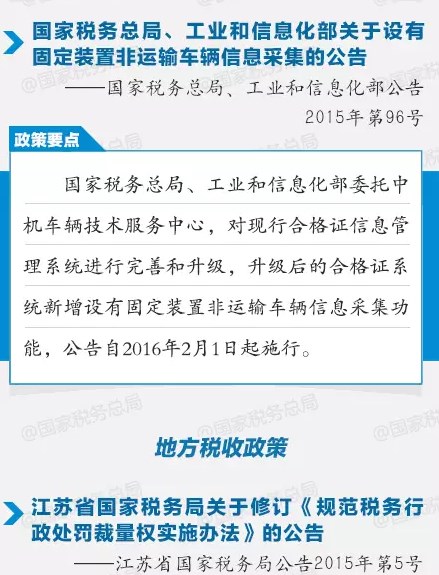 国家税务总局、工业和信息化部关于设有
固定装置非运输车辆信息采集的公告
——国家税务总局、工业和信息化部公告
2015年第96号
政策要点
国家税务总局、工业和信息化部委托中
机车辆技术服务中心，对现行合格证信息管
理系统进行完善和升级，升级后的合格证系
统新增设有固定装置非运输车辆信息采集功
能，公告自2016年2月1日起施行。
@国家税务总局
地方税收政策
江苏省国家税务局关于修订《规范税务行
政处罚裁量权实施办法》的公告
——江苏省国家税务局公告2015年第5号